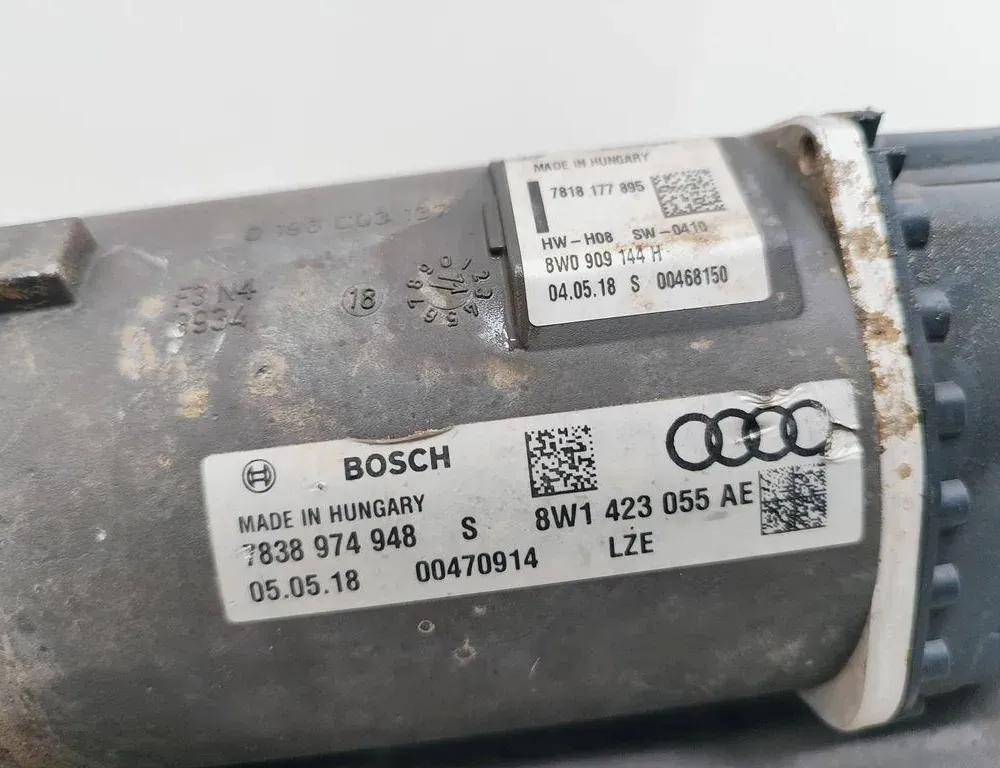 MADE IN HUNGARY
7818 177 895
HW-H08 SW-0410
8W0 909 144 H
04.05.18 S 00468150
F3 N4
18
BOSCH
MADE IN HUNGARY
7838 974 948 S 8W1 423 055 AE
05.05.18 00470914 LZE